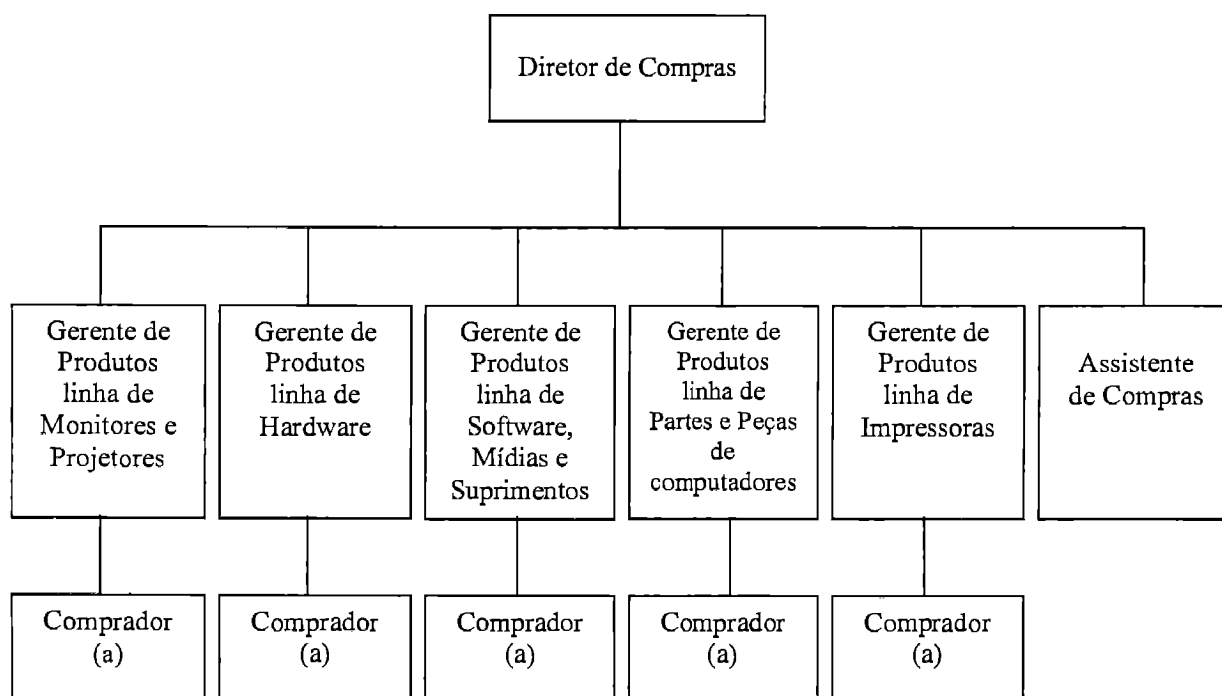 Diretor de Compras
Gerente de
Produtos
linha de
Monitores e
Projetores
Gerente de
Produtos
linha de
Hardware
Gerente de
Produtos
linha de
Software,
Mídias e
Suprimentos
Gerente de
Produtos
linha de
Partes e Peças
de
computadores
Gerente de
Produtos
linha de
Impressoras
Assistente
de Compras
Comprador
(a)
Comprador
(a)
Comprador
(a)
Comprador
(a)
Comprador
(a)